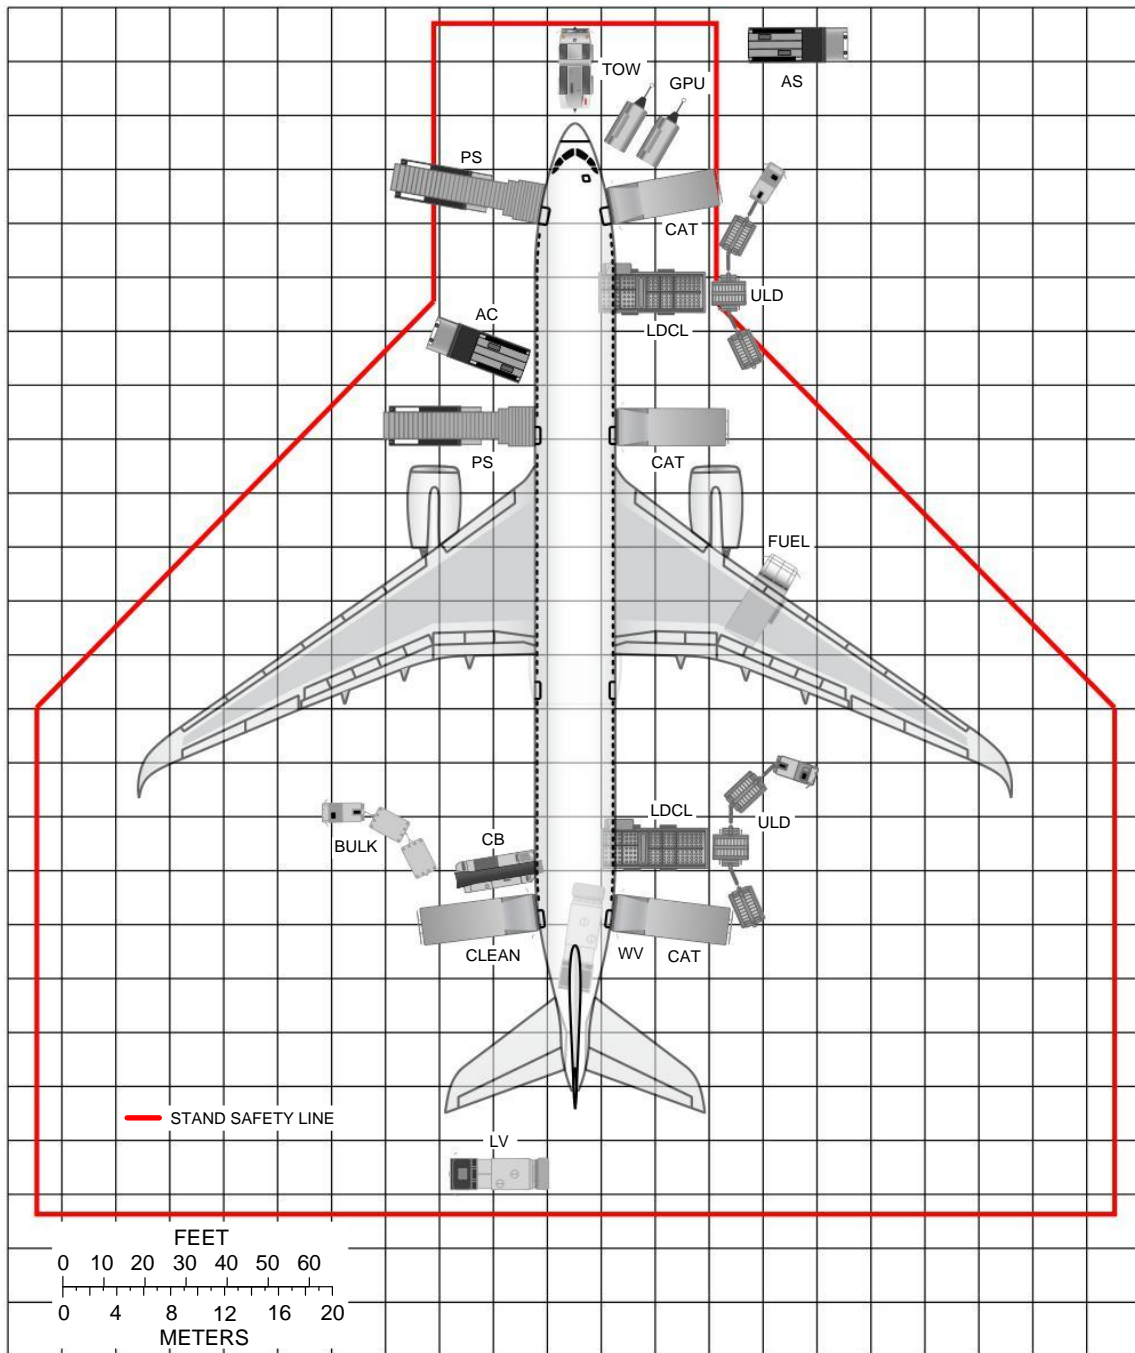 TOW
GPU
AS
PS
CAT
ULD
LDCL
AC
PS
CAT
FUEL
LDCL
ULD
BULK
CB
CLEAN
WV
CAT
STAND SAFETY LINE
LV
FEET
0 10 20 30 40 50 60
0 4 8 12 16 20
METERS